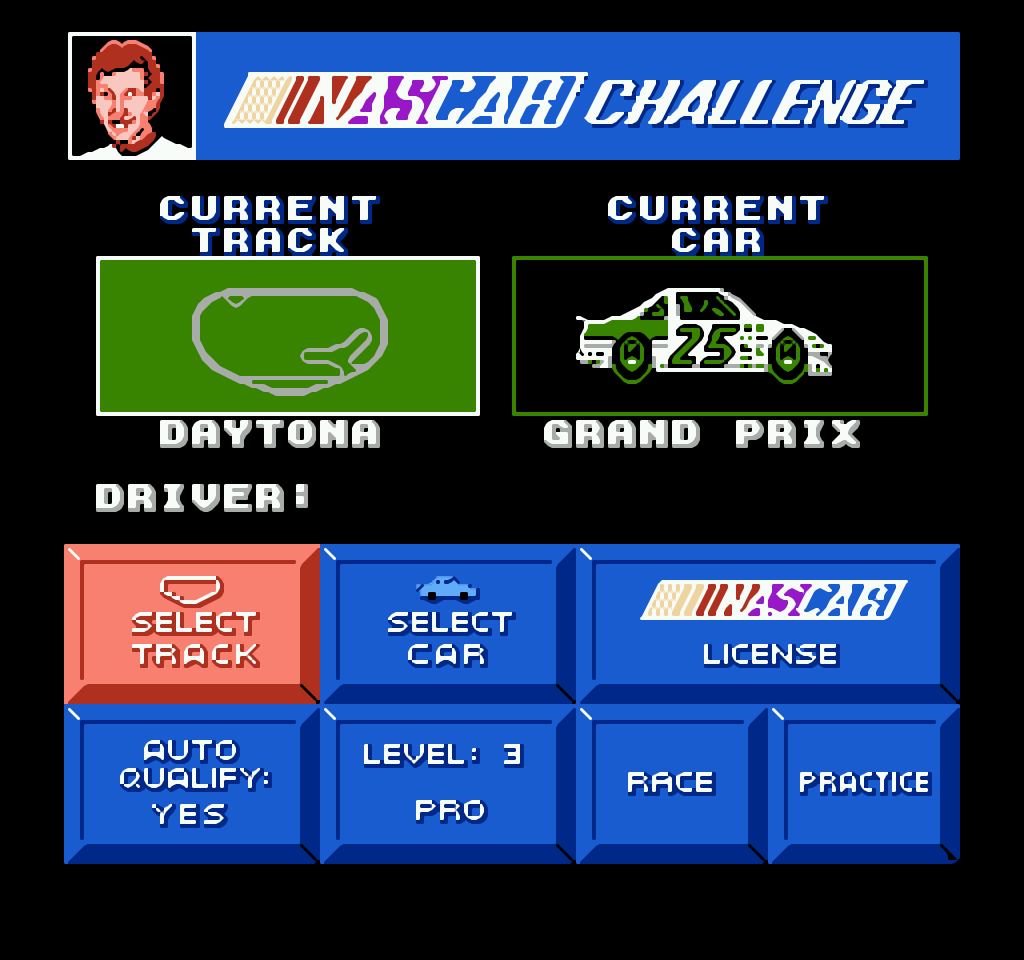 NASCAR CHALLENGE
CURRENT
TRACK
CURRENT
CAR
25
DAYTONA
GRAND PRIX
DRIVER:
SELECT
TRACK
SELECT
CAR
NASCAR
LICENSE
AUTO
QUALIFY:
YES
LEVEL: 3
PRO
RACE
PRACTICE